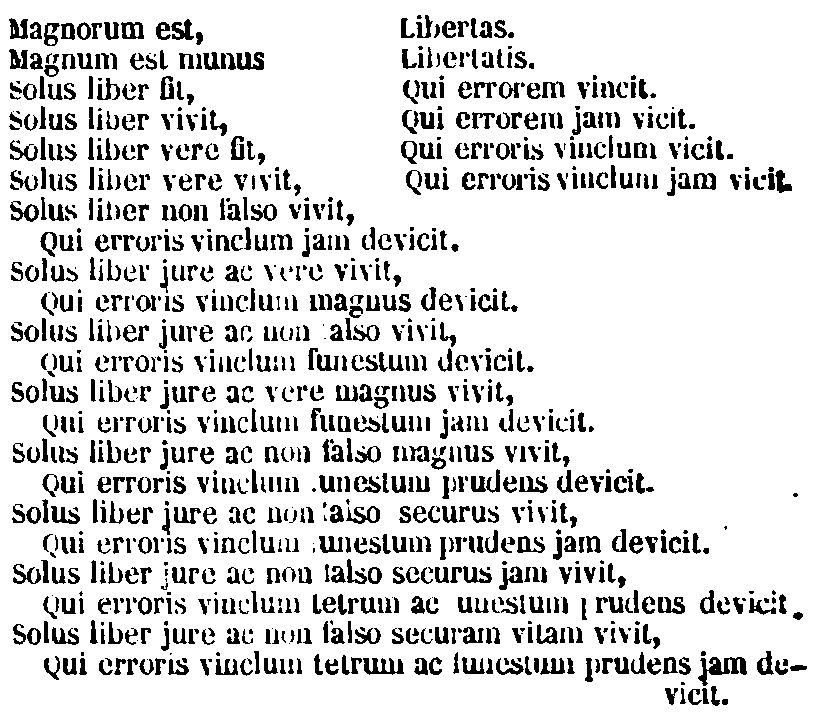 Magnorum est, Libertas.
Magnum est munus Libertatis.
Solus liber fit, Qui errorem vincit.
Solus liber vivit, Qui errorem jam vicit.
Solus liber vere fit, Qui erroris vinclum vicit.
Solus liber vere vivit, Qui erroris vinclum jam vicit.
Solus liber non falso vivit,
Qui erroris vinclum jam devicit.
Solus liber jure ac vere vivit,
Qui erroris vinclum magnus devicit.
Solus liber jure ac non falso vivit,
Qui erroris vinclum funestum devicit.
Solus liber jure ac vere magnus vivit,
Qui erroris vinclum funestum jam devicit.
Solus liber jure ac non falso magnus vivit,
Qui erroris vinclum funestum prudens devicit.
Solus liber jure ac non falso securus vivit,
Qui erroris vinclum funestum prudens jam devicit.
Solus liber jure ac non falso securus jam vivit,
Qui erroris vinclum tetrum ac funestum prudens devicit.
Solus liber jure ac non falso securam vitam vivit,
Qui erroris vinclum tetrum ac funestum prudens jam de-
vicit.